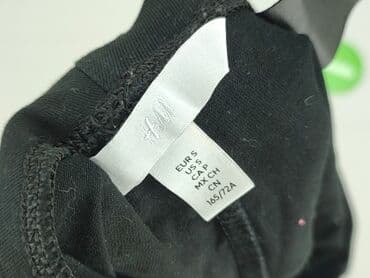 H&M
EUR S
US S
CA P
MX CH
CN
165/72A